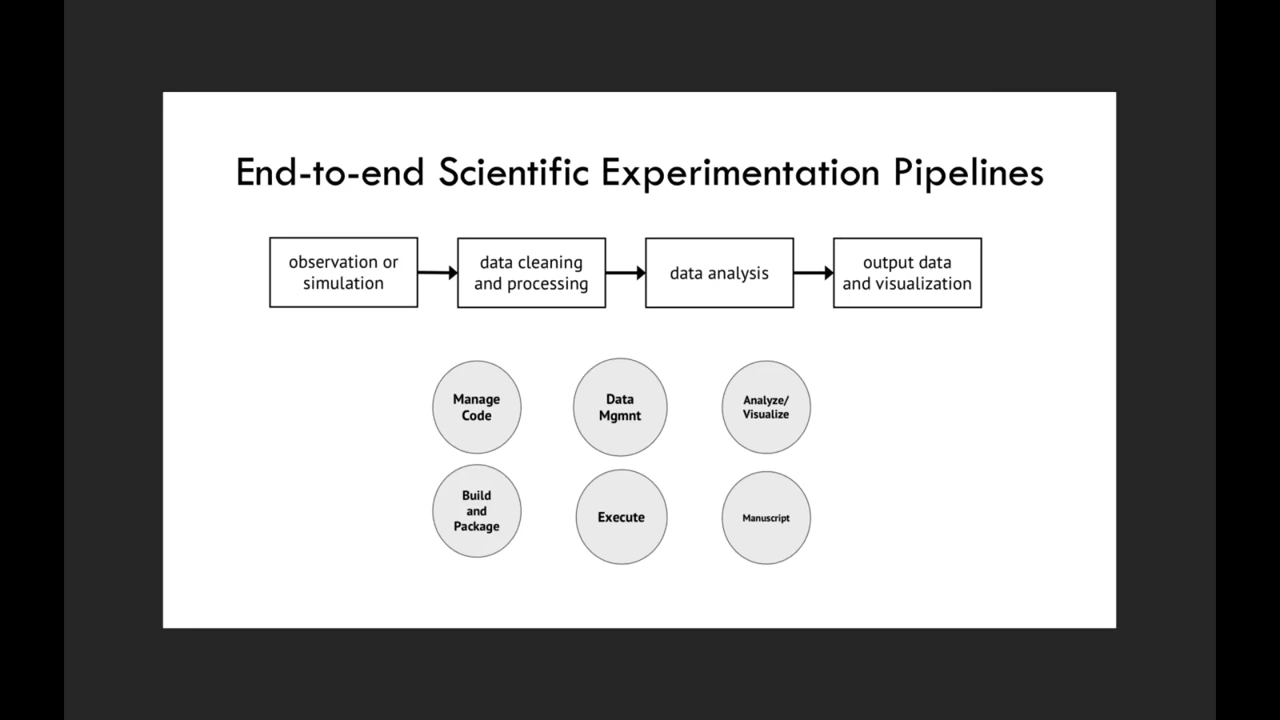 End-to-end Scientific Experimentation Pipelines
observation or
simulation
data cleaning
and processing
data analysis
output data
and visualization
Manage
Code
Data
Mgmnt
Analyze/
Visualize
Build
and
Package
Execute
Manuscript